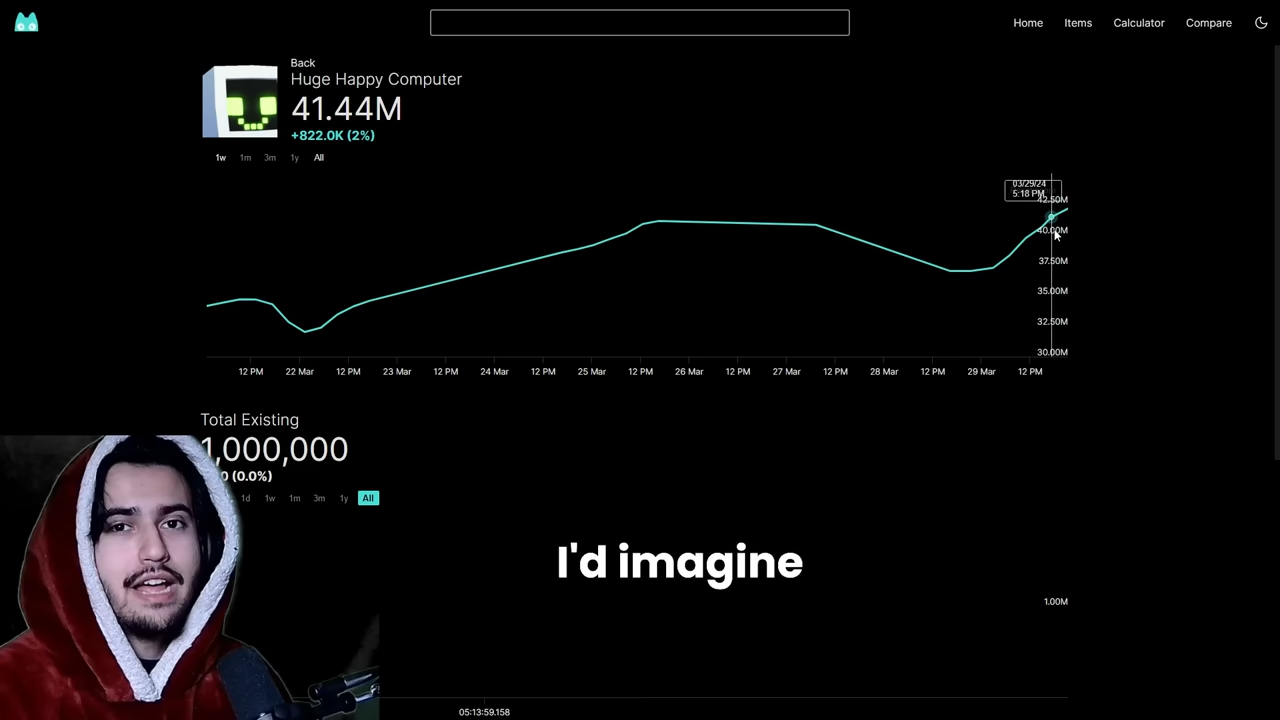 Home Items Calculator Compare
Back
Huge Happy Computer
41.44M
+822.0K (2%)
1w 1m 3m 1y All
03/29/24
5:18 PM
42.50M
40.00M
37.50M
35.00M
32.50M
30.00M
12 PM 22 Mar 12 PM 23 Mar 12 PM 24 Mar 12 PM 25 Mar 12 PM 26 Mar 12 PM 27 Mar 12 PM 28 Mar 12 PM 29 Mar 12 PM
Total Existing
1,000,000
0 (0.0%)
1d 1w 1m 3m 1y All
I'd imagine
1.00M
05:13:59.158